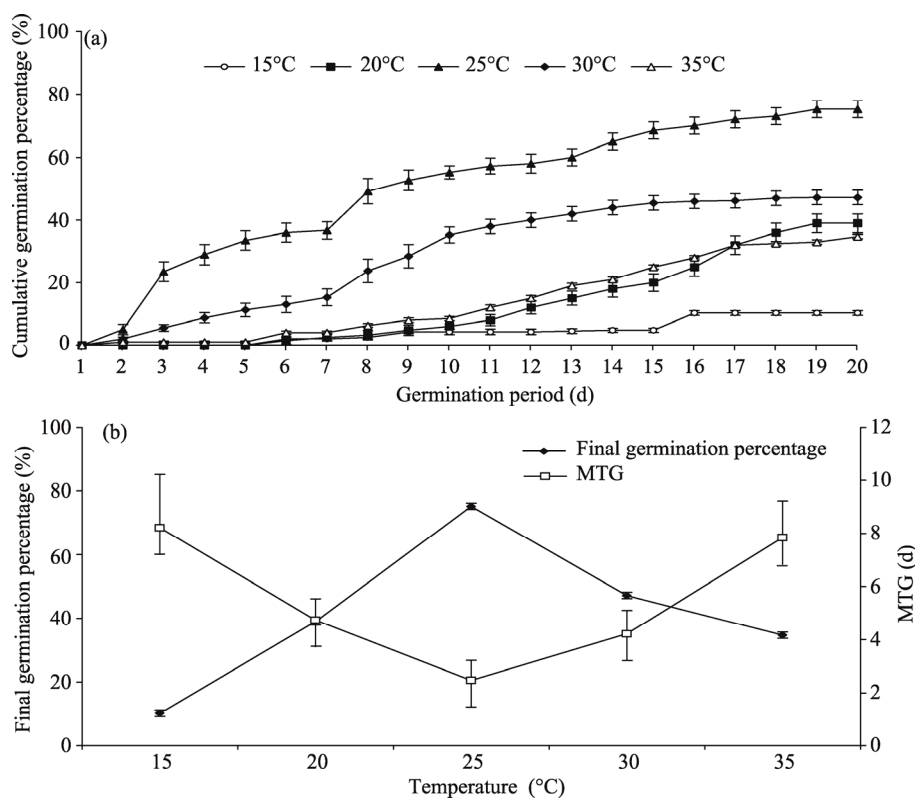 (a)
15°C 20°C 25°C 30°C 35°C
Cumulative germination percentage (%)
100
80
60
40
20
0
1 2 3 4 5 6 7 8 9 10 11 12 13 14 15 16 17 18 19 20
Germination period (d)
(b)
Final germination percentage
MTG
Final germination percentage (%)
100
80
60
40
20
0
12
10
8
6
4
2
0
MTG (d)
15 20 25 30 35
Temperature (°C)